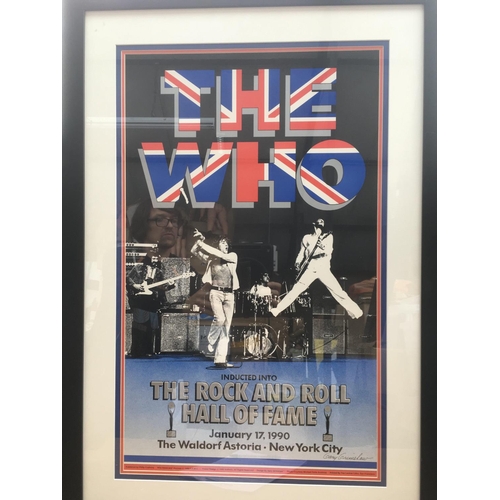 THE
WHO
INDUCTED INTO
THE ROCK AND ROLL
HALL OF FAME
January 17, 1990
The Waldorf Astoria • New York City